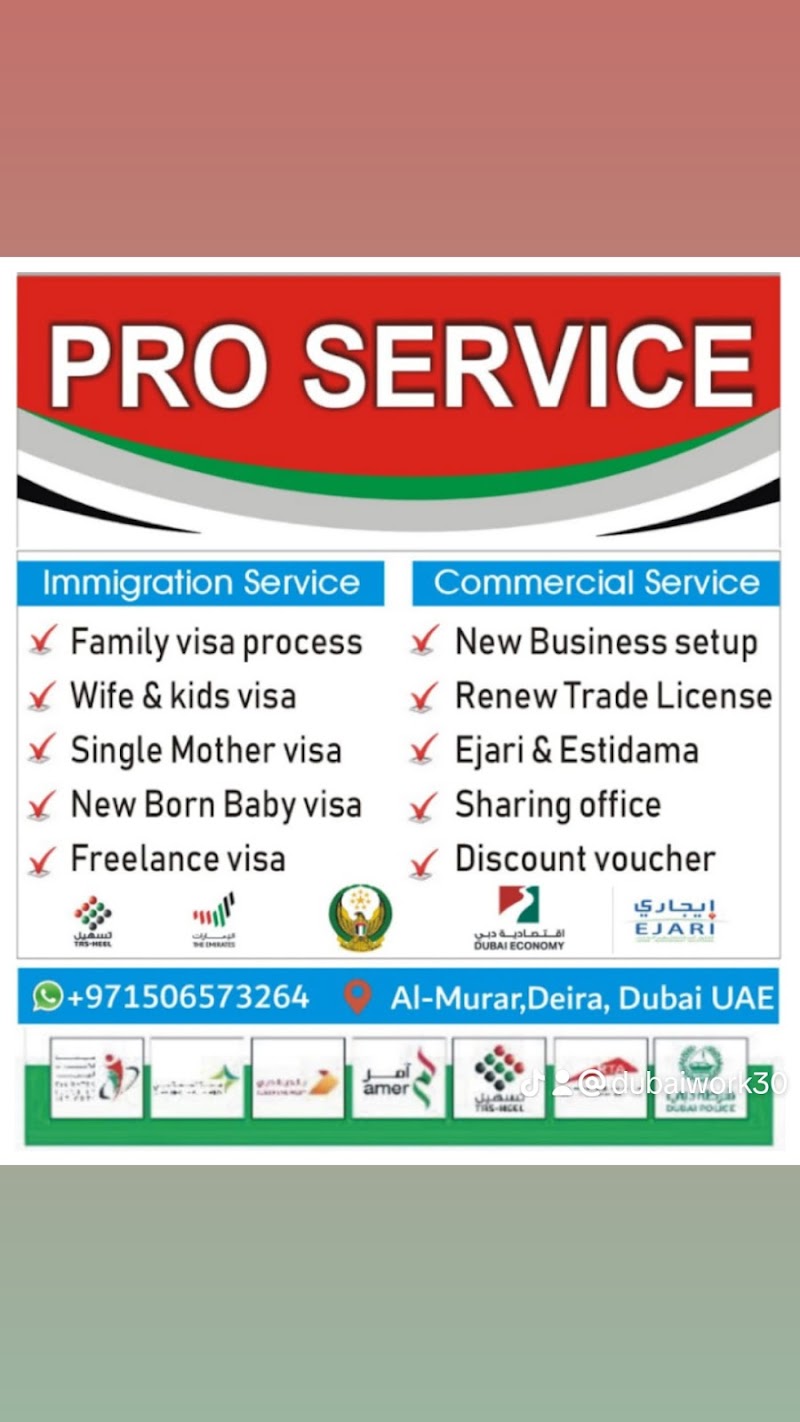 PRO SERVICE
Immigration Service
Family visa process
Wife & kids visa
Single Mother visa
New Born Baby visa
Freelance visa
Commercial Service
New Business setup
Renew Trade License
Ejari & Estidama
Sharing office
Discount voucher
تسهيل
TAS-HEEL
الإمارات
THE EMIRATES
اقتصادية دبي
DUBAI ECONOMY
إيجاري
EJARI
+971506573264
Al-Murar,Deira, Dubai UAE
آمر
amer
تسهيل
TAS-HEEL
RTA
شرطة دبي
DUBAI POLICE
@dubaiwork30